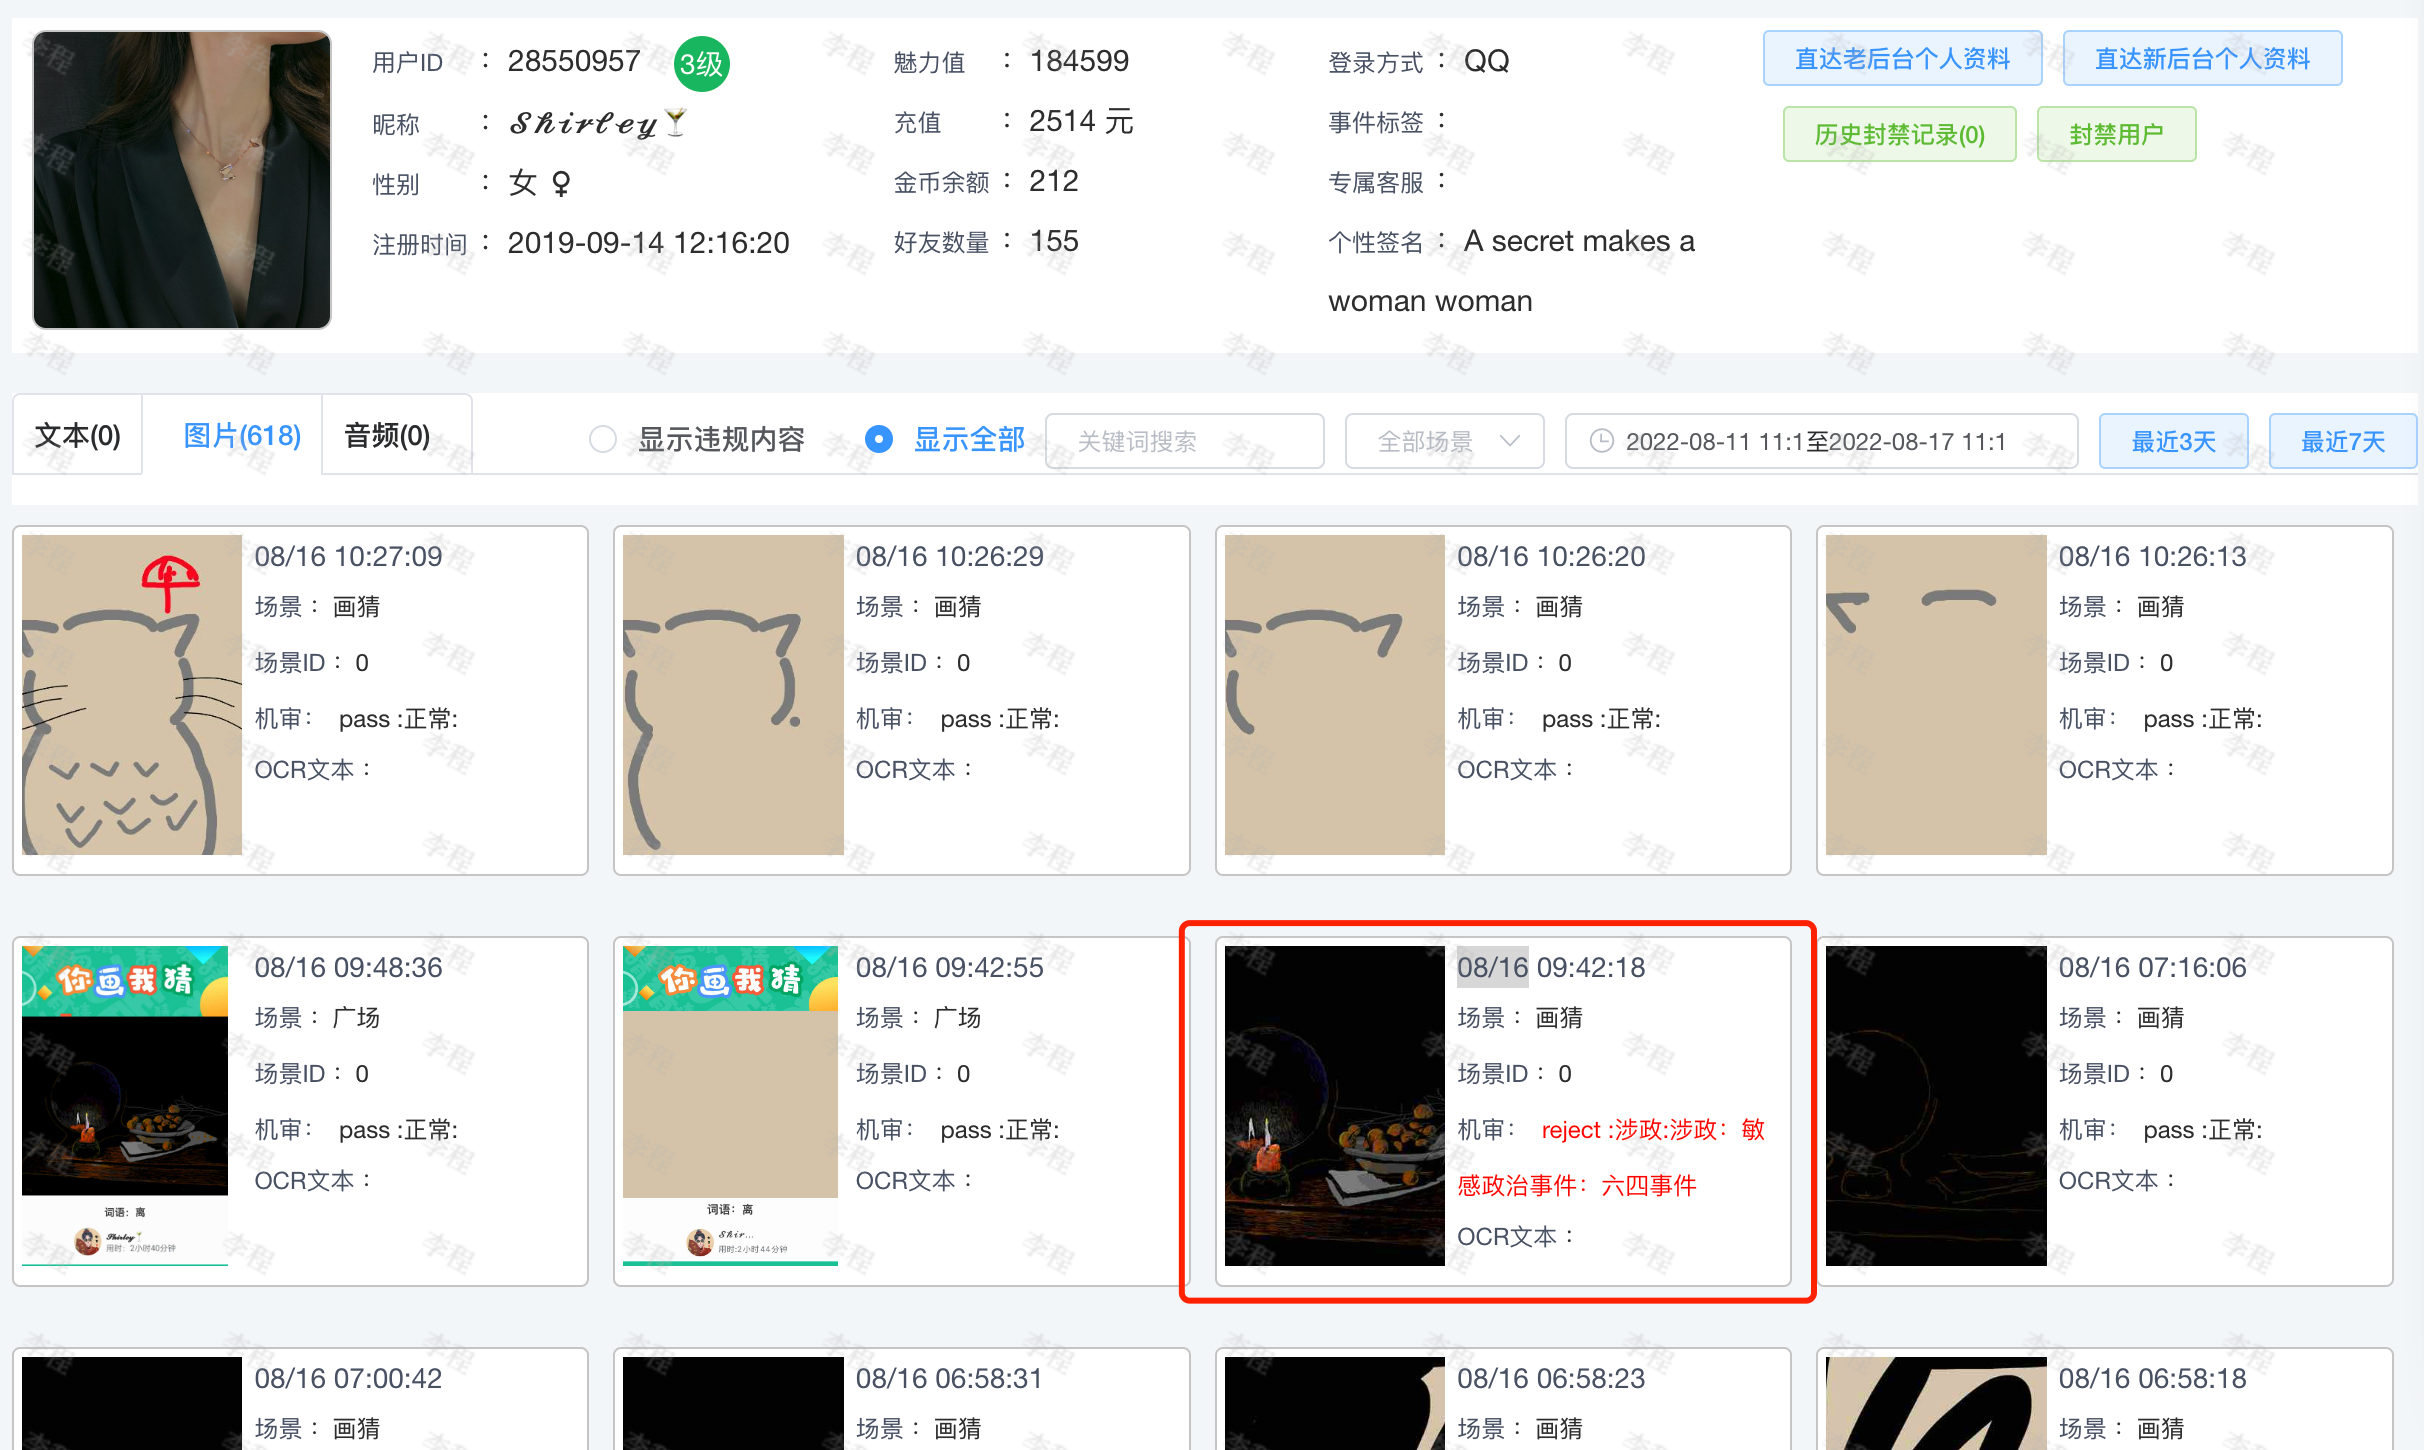 用户ID : 28550957 3级
昵称 : 𝓢𝓱𝓲𝓻𝓵𝓮𝔂🍸
性别 : 女 ♀
注册时间 : 2019-09-14 12:16:20
魅力值 : 184599
充值 : 2514 元
金币余额 : 212
好友数量 : 155
登录方式 : QQ
事件标签 :
专属客服 :
个性签名 : A secret makes a
woman woman
直达老后台个人资料 直达新后台个人资料
历史封禁记录(0) 封禁用户
文本(0) 图片(618) 音频(0) 显示违规内容 显示全部 关键词搜索 全部场景 2022-08-11 11:1至2022-08-17 11:1 最近3天 最近7天
08/16 10:27:09
场景 : 画猜
场景ID : 0
机审: pass :正常:
OCR文本 :
08/16 10:26:29
场景 : 画猜
场景ID : 0
机审: pass :正常:
OCR文本 :
08/16 10:26:20
场景 : 画猜
场景ID : 0
机审: pass :正常:
OCR文本 :
08/16 10:26:13
场景 : 画猜
场景ID : 0
机审: pass :正常:
OCR文本 :
你画我猜
词语: 离
Shirley
用时: 2小时40分钟
08/16 09:48:36
场景 : 广场
场景ID : 0
机审: pass :正常:
OCR文本 :
你画我猜
词语: 离
Shir...
用时:2小时44分钟
08/16 09:42:55
场景 : 广场
场景ID : 0
机审: pass :正常:
OCR文本 :
08/16 09:42:18
场景 : 画猜
场景ID : 0
机审: reject :涉政:涉政: 敏
感政治事件: 六四事件
OCR文本 :
08/16 07:16:06
场景 : 画猜
场景ID : 0
机审: pass :正常:
OCR文本 :
08/16 07:00:42
场景 : 画猜
08/16 06:58:31
场景 : 画猜
08/16 06:58:23
场景 : 画猜
08/16 06:58:18
场景 : 画猜
李程